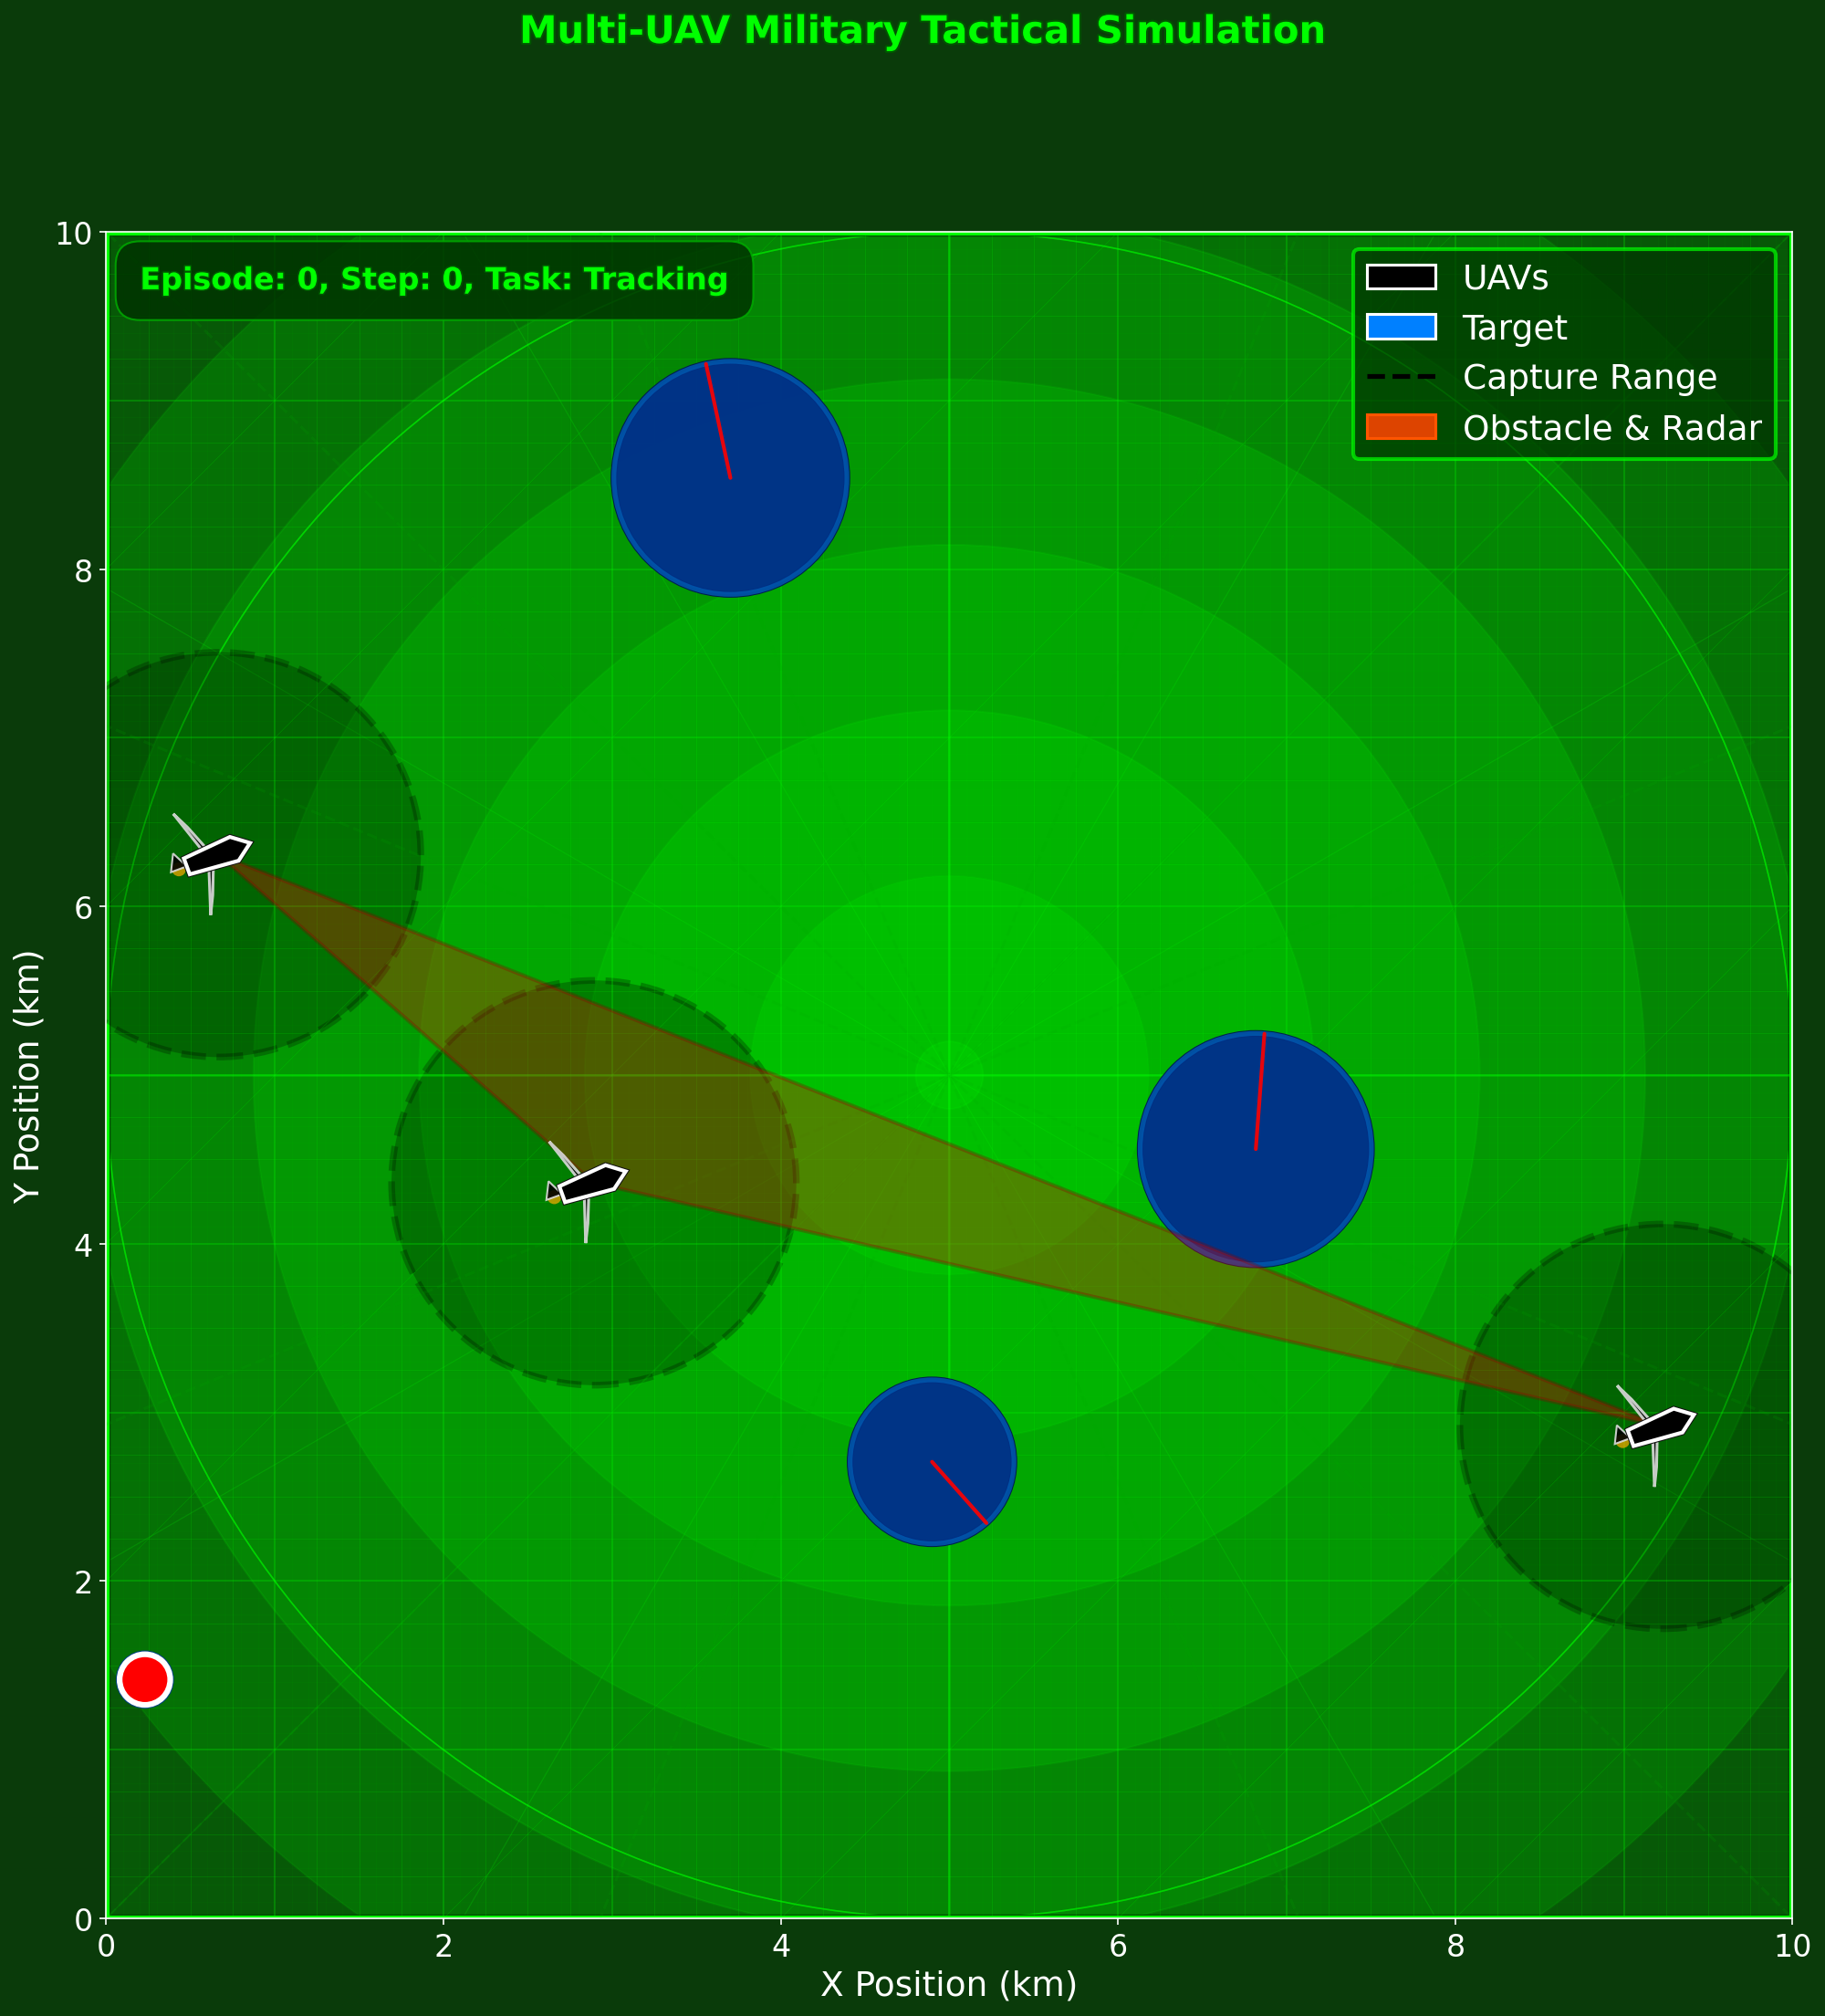 Multi-UAV Military Tactical Simulation
Episode: 0, Step: 0, Task: Tracking
UAVs
Target
Capture Range
Obstacle & Radar
10
8
6
4
2
0
Y Position (km)
0 2 4 6 8 10
X Position (km)